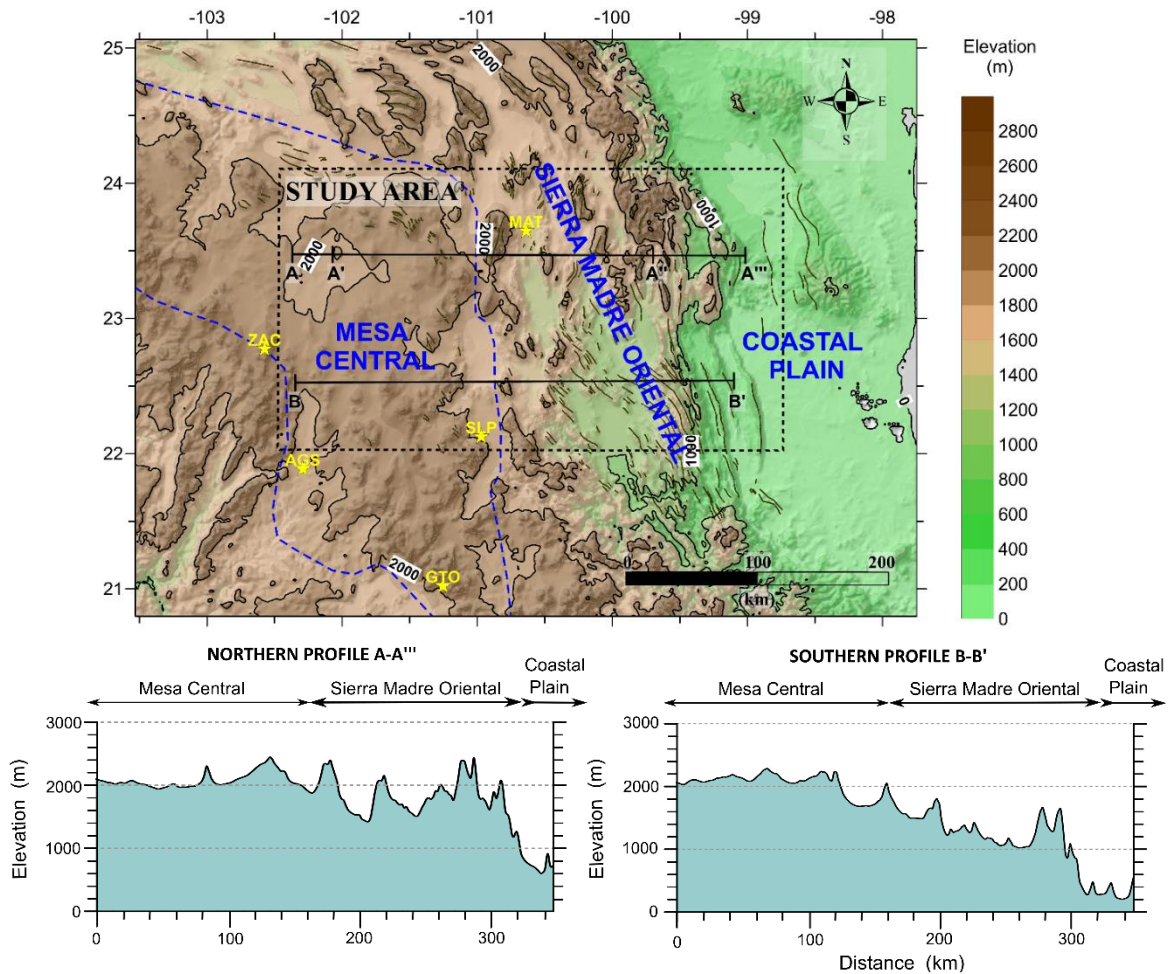 -103 -102 -101 -100 -99 -98
Elevation
(m)
25
24
23
22
21
N
W E
S
2000
STUDY AREA
MAT
2000
1000
2000
A A' A'' A'''
SIERRA MADRE ORIENTAL
ZAC
MESA
CENTRAL
COASTAL
PLAIN
B B'
0
SLP
1000
AGS
2000
GTO
0 100 200
(km)
2800
2600
2400
2200
2000
1800
1600
1400
1200
1000
800
600
400
200
0
NORTHERN PROFILE A-A'''
Mesa Central
Sierra Madre Oriental
Coastal
Plain
3000
2000
1000
0
Elevation (m)
0 100 200 300
SOUTHERN PROFILE B-B'
Mesa Central
Sierra Madre Oriental
Coastal
Plain
3000
2000
1000
0
Elevation (m)
0 100 200 300
Distance (km)